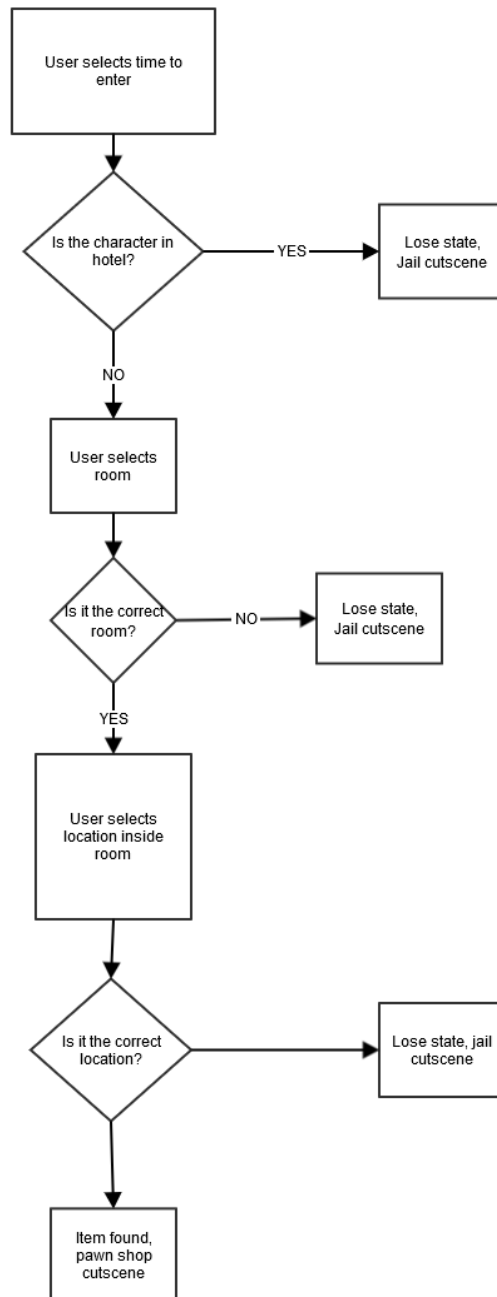 User selects time to
enter
Is the character in
hotel?
YES
Lose state,
Jail cutscene
NO
User selects
room
Is it the correct
room?
NO
Lose state,
Jail cutscene
YES
User selects
location inside
room
Is it the correct
location?
Lose state, jail
cutscene
Item found,
pawn shop
cutscene